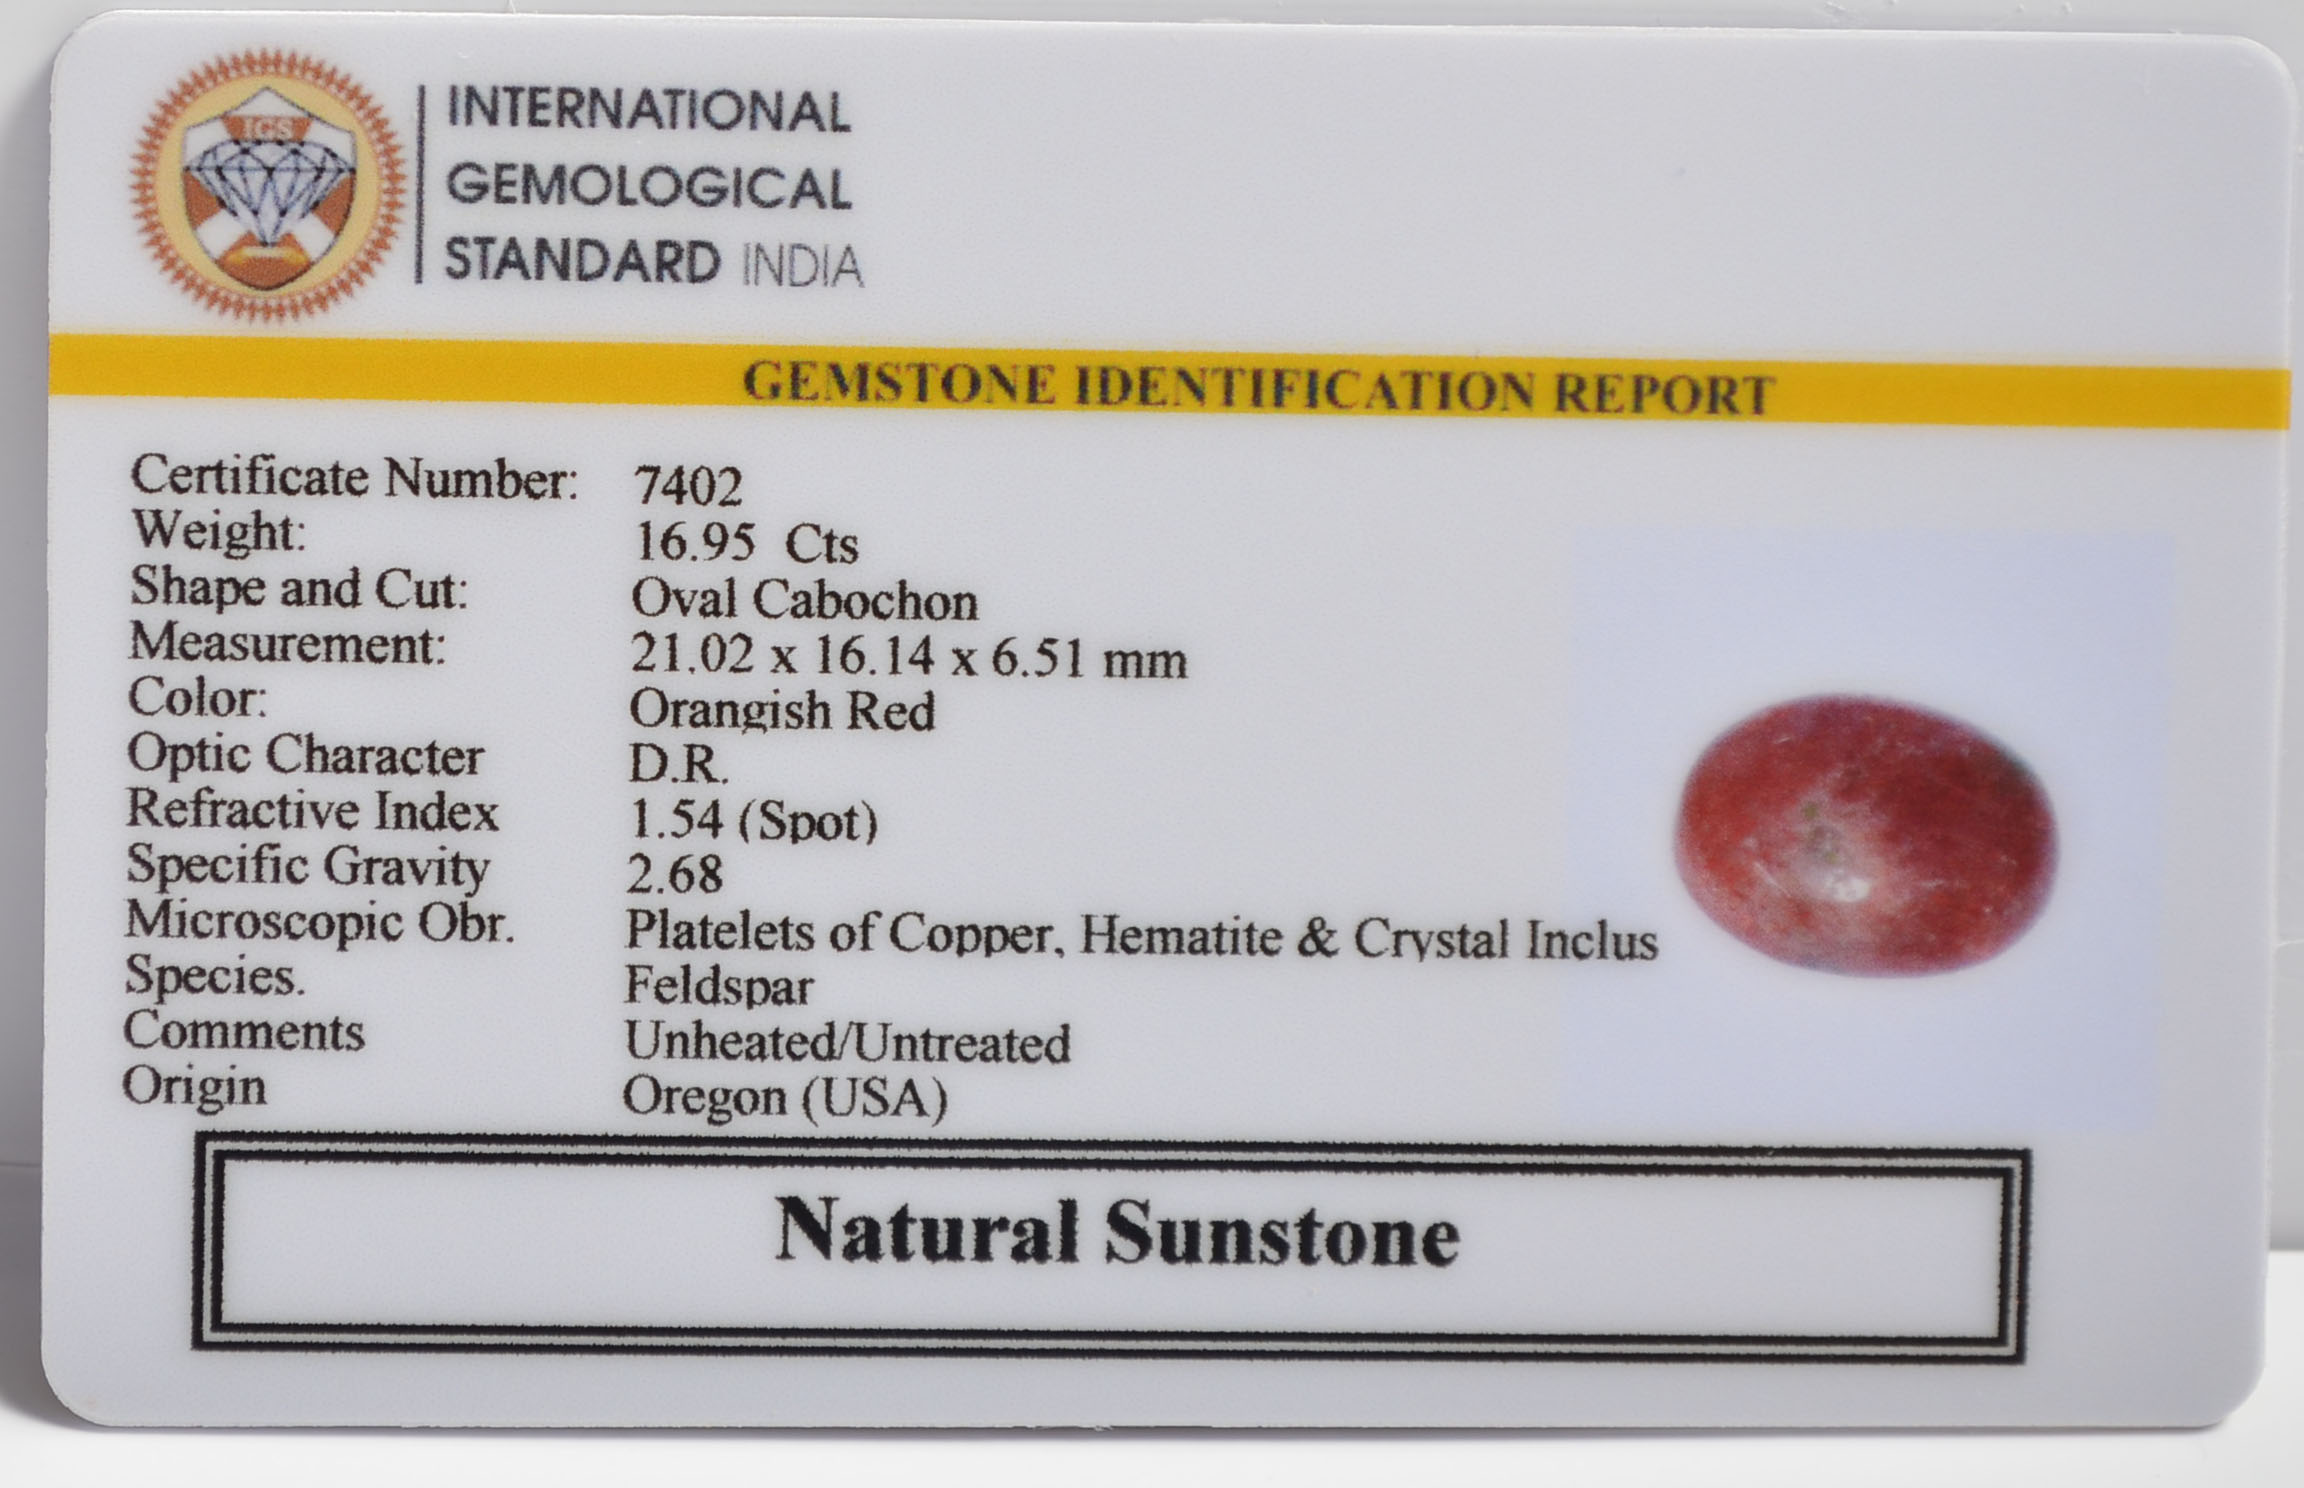 IGS
INTERNATIONAL
GEMOLOGICAL
STANDARD INDIA
GEMSTONE IDENTIFICATION REPORT
Certificate Number: 7402
Weight: 16.95 Cts
Shape and Cut: Oval Cabochon
Measurement: 21.02 x 16.14 x 6.51 mm
Color: Orangish Red
Optic Character D.R.
Refractive Index 1.54 (Spot)
Specific Gravity 2.68
Microscopic Obr. Platelets of Copper, Hematite & Crystal Inclus
Species. Feldspar
Comments Unheated/Untreated
Origin Oregon (USA)
Natural Sunstone